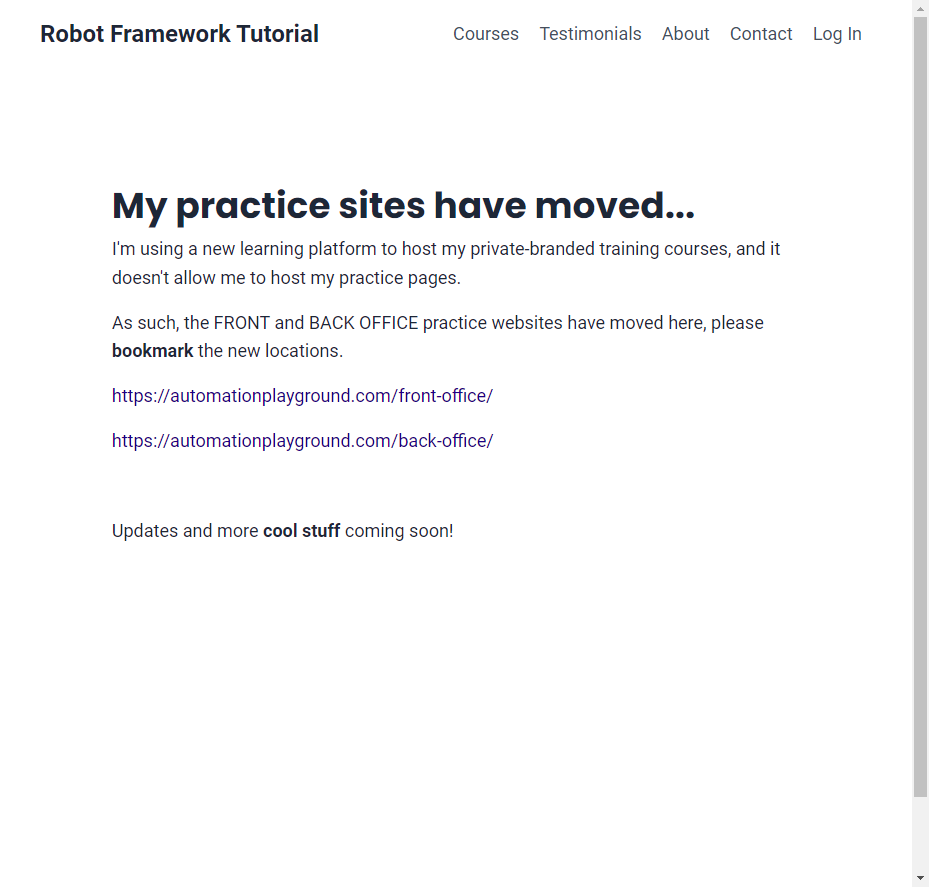 Robot Framework Tutorial
Courses Testimonials About Contact Log In
My practice sites have moved...
I'm using a new learning platform to host my private-branded training courses, and it
doesn't allow me to host my practice pages.
As such, the FRONT and BACK OFFICE practice websites have moved here, please
bookmark the new locations.
https://automationplayground.com/front-office/
https://automationplayground.com/back-office/
Updates and more cool stuff coming soon!